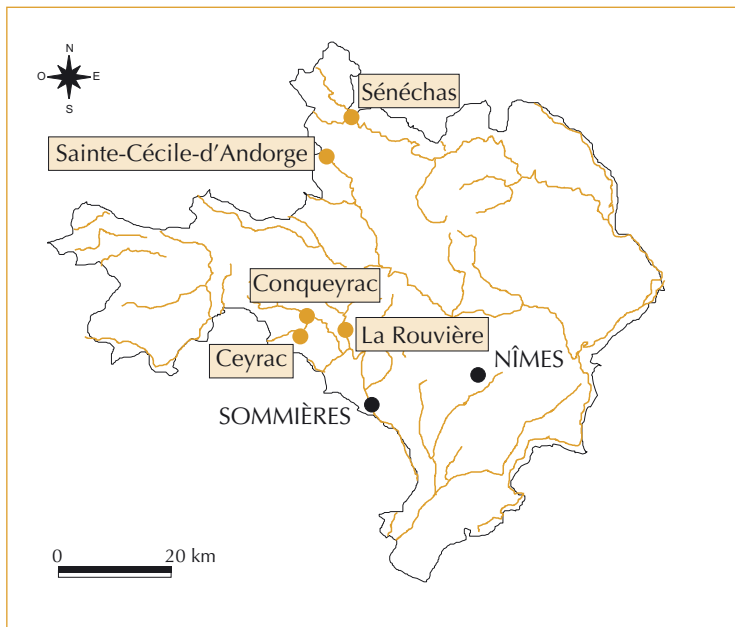 N
O E
S
Sénéchas
Sainte-Cécile-d'Andorge
Conqueyrac
La Rouvière
Ceyrac
NÎMES
SOMMIÈRES
0 20 km